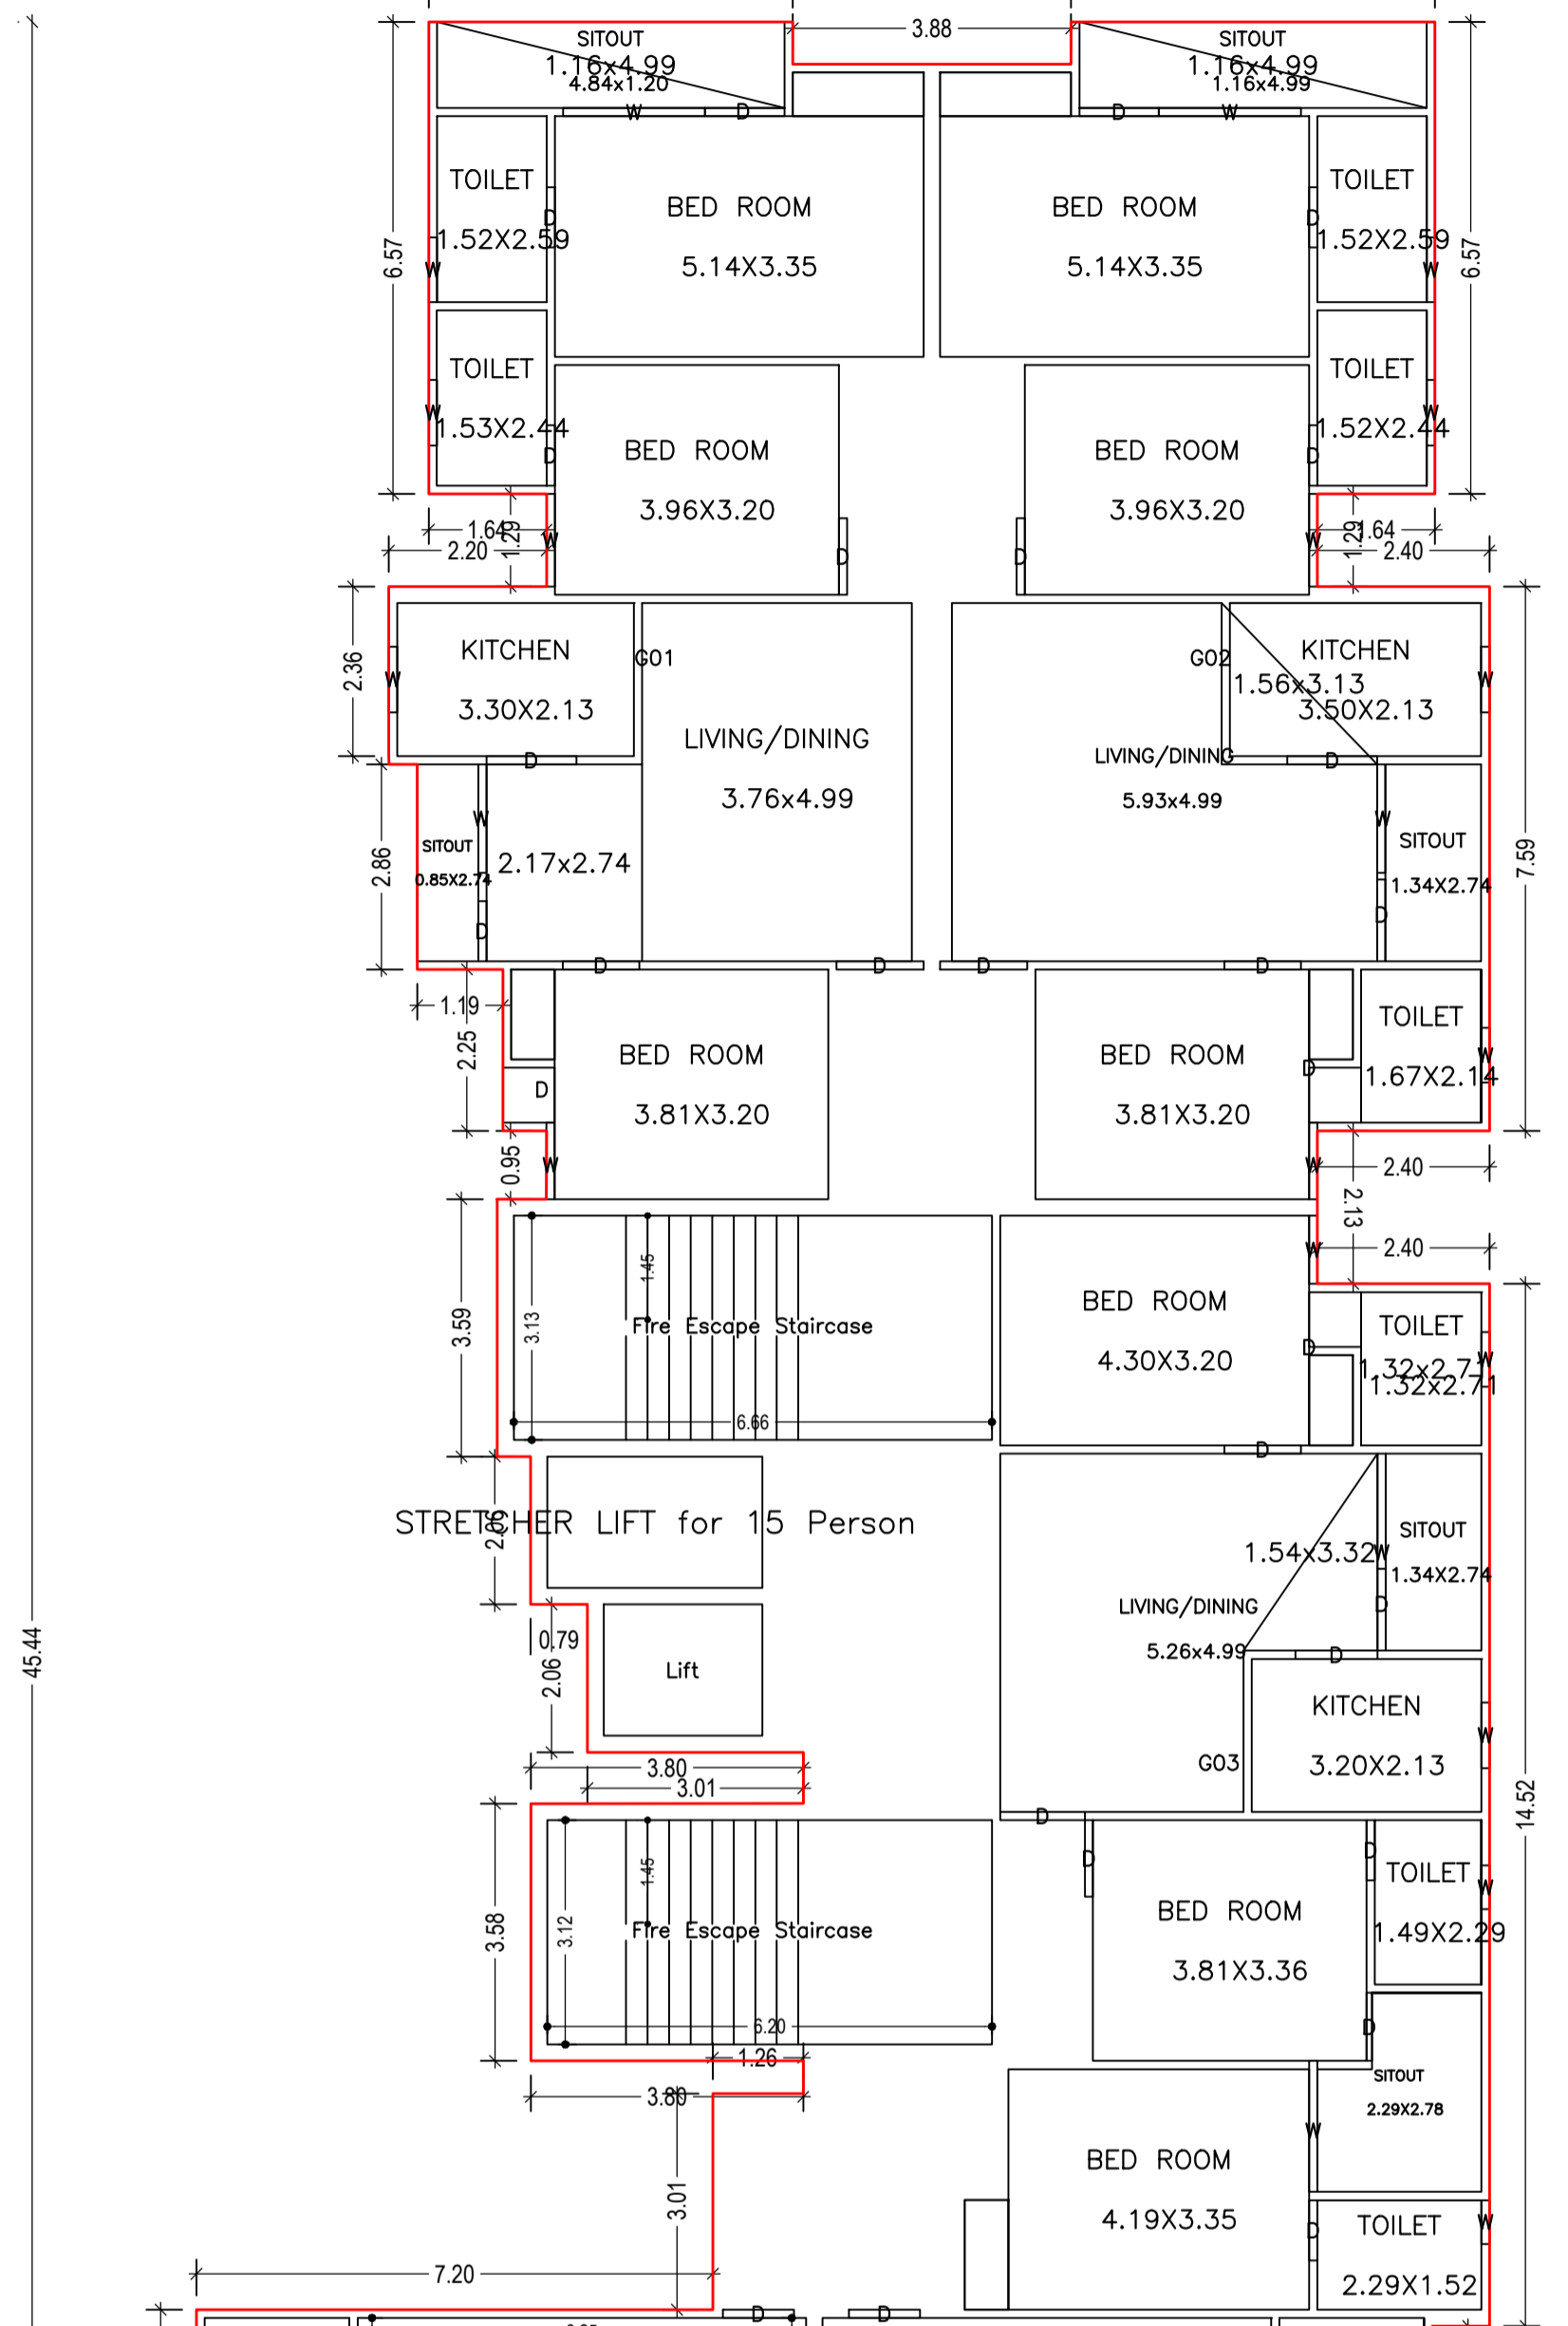 3.88
SITOUT
1.16x4.99
4.84x1.20
SITOUT
1.16x4.99
1.16x4.99
W
D
D
W
TOILET
1.52X2.59
D
W
BED ROOM
5.14X3.35
BED ROOM
5.14X3.35
TOILET
1.52X2.59
D
W
6.57
6.57
TOILET
1.53X2.44
W
D
BED ROOM
3.96X3.20
BED ROOM
3.96X3.20
TOILET
1.52X2.44
W
D
1.64
1.29
W
D
D
W
1.29
1.64
2.20
2.40
2.36
KITCHEN
3.30X2.13
W
G01
G02
1.56x3.13
KITCHEN
3.50X2.13
W
LIVING/DINING
3.76x4.99
LIVING/DINING
5.93x4.99
D
D
2.86
SITOUT
0.85X2.74
W
D
2.17x2.74
W
D
SITOUT
1.34X2.74
7.59
D
D
D
D
1.19
2.25
D
BED ROOM
3.81X3.20
BED ROOM
3.81X3.20
D
TOILET
1.67X2.14
W
0.95
W
W
2.40
2.13
2.40
W
3.59
3.13
1.45
Fire Escape Staircase
6.66
BED ROOM
4.30X3.20
D
TOILET
1.32x2.71
1.32x2.71
W
D
2.06
STRETCHER LIFT for 15 Person
1.54x3.32
W
D
SITOUT
1.34X2.74
LIVING/DINING
5.26x4.99
45.44
0.79
2.06
Lift
D
KITCHEN
3.20X2.13
W
G03
3.80
3.01
14.52
D
D
D
3.58
3.12
1.45
Fire Escape Staircase
6.20
BED ROOM
3.81X3.36
TOILET
1.49X2.29
W
D
1.26
3.80
SITOUT
2.29X2.78
W
3.01
BED ROOM
4.19X3.35
D
TOILET
2.29X1.52
W
7.20
D
D